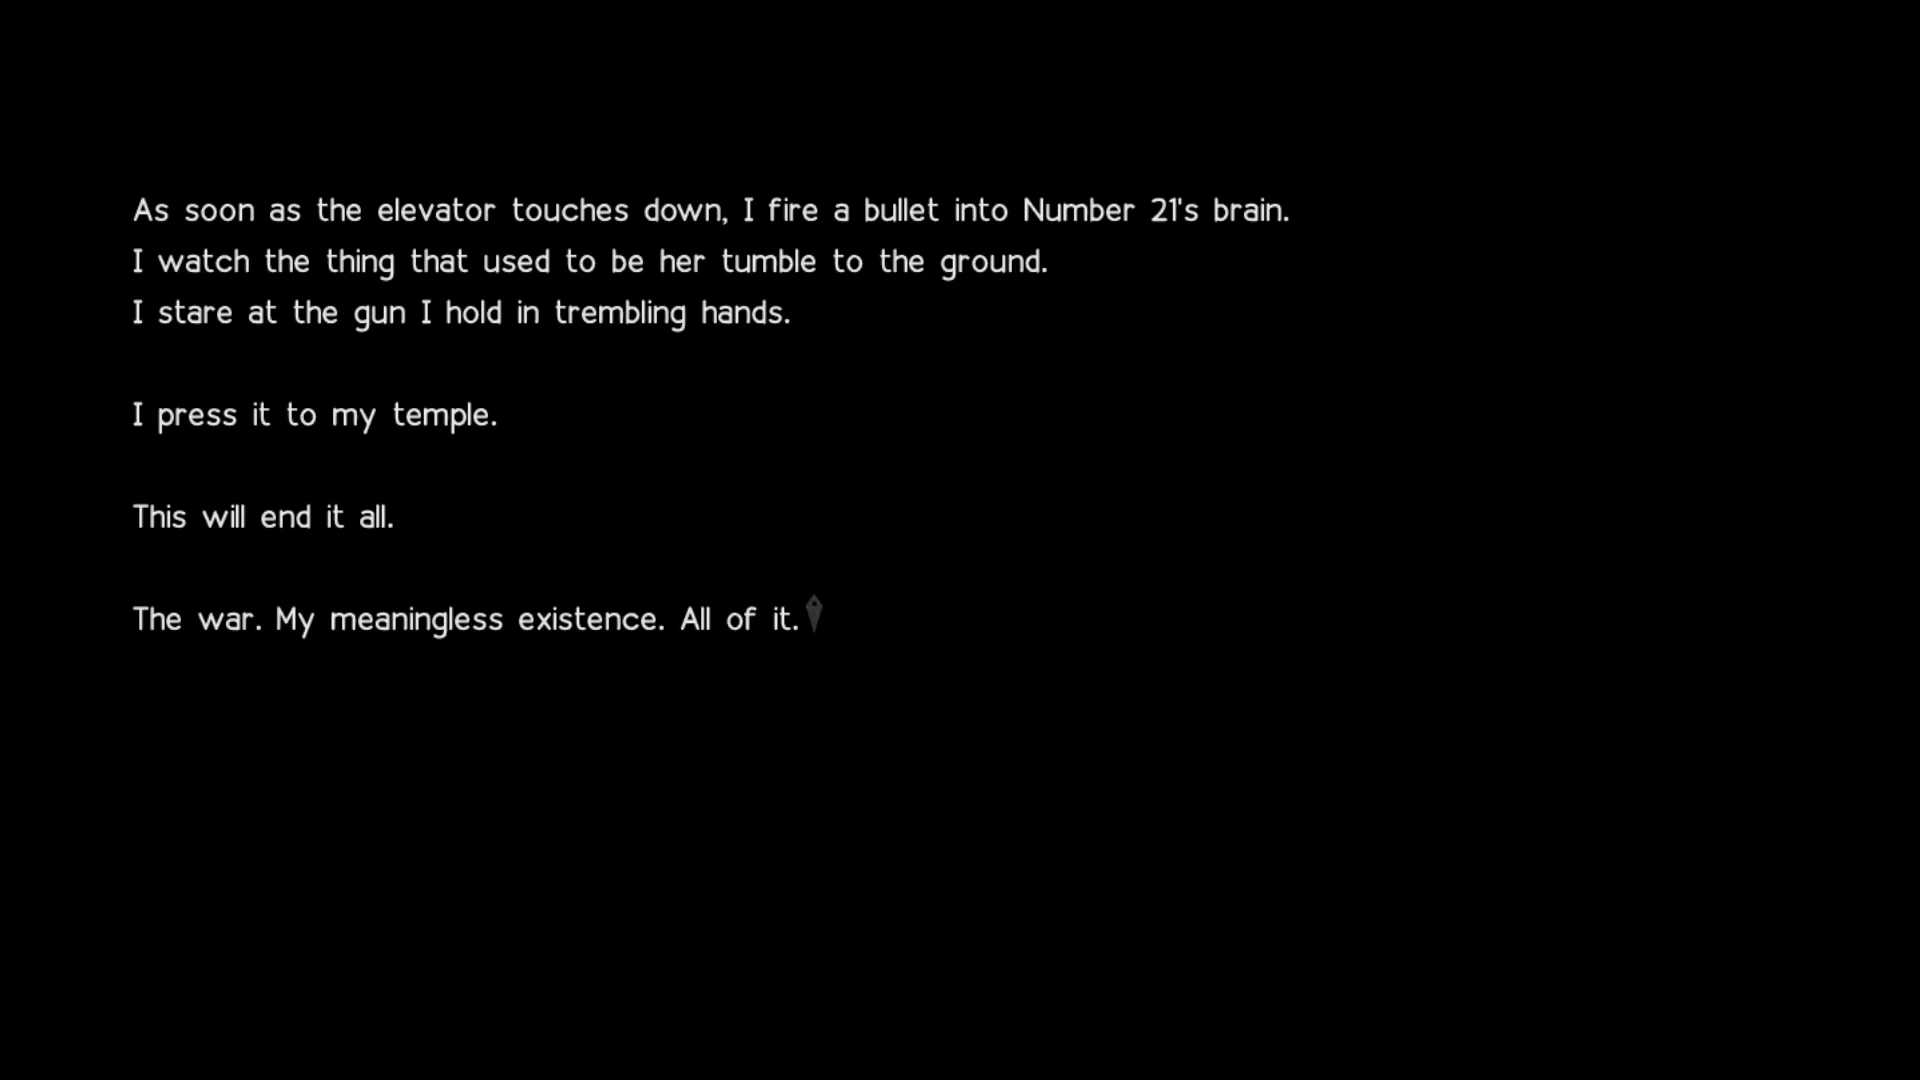 As soon as the elevator touches down, I fire a bullet into Number 21's brain.
I watch the thing that used to be her tumble to the ground.
I stare at the gun I hold in trembling hands.
I press it to my temple.
This will end it all.
The war. My meaningless existence. All of it.